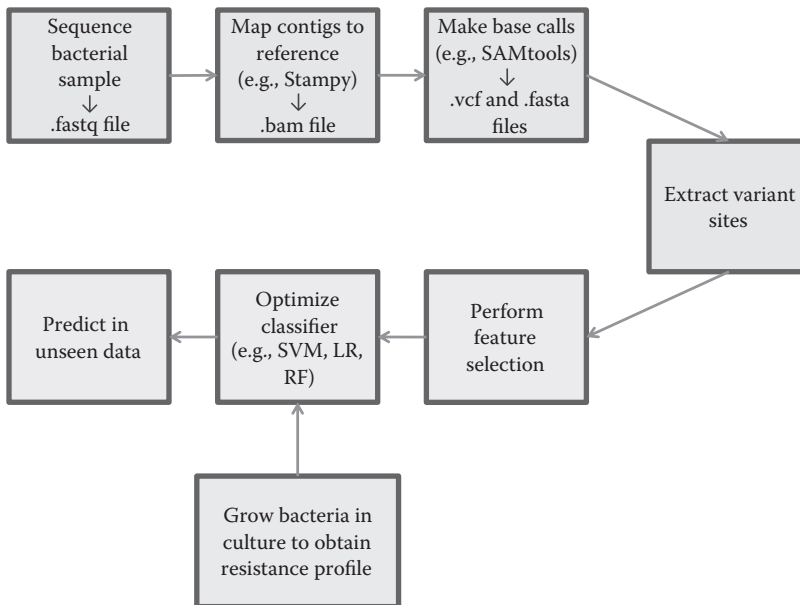 Sequence
bacterial
sample
↓
.fastq file
Map contigs to
reference
(e.g., Stampy)
↓
.bam file
Make base calls
(e.g., SAMtools)
↓
.vcf and .fasta
files
Extract variant
sites
Perform
feature
selection
Optimize
classifier
(e.g., SVM, LR,
RF)
Predict in
unseen data
Grow bacteria in
culture to obtain
resistance profile